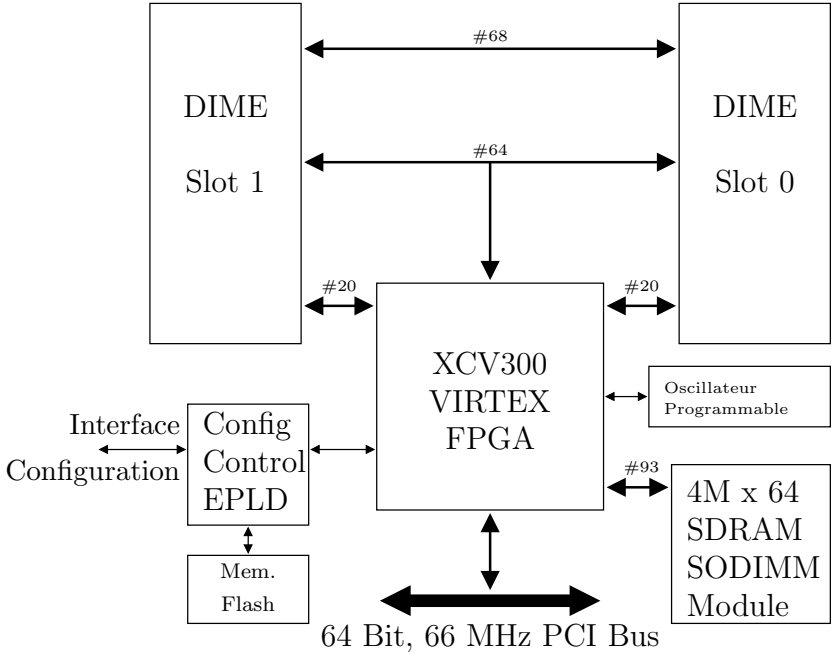 #68
DIME
Slot 1
DIME
Slot 0
#64
#20
#20
XCV300
VIRTEX
FPGA
Oscillateur
Programmable
Interface
Configuration
Config
Control
EPLD
#93
4M x 64
SDRAM
SODIMM
Module
Mem.
Flash
64 Bit, 66 MHz PCI Bus